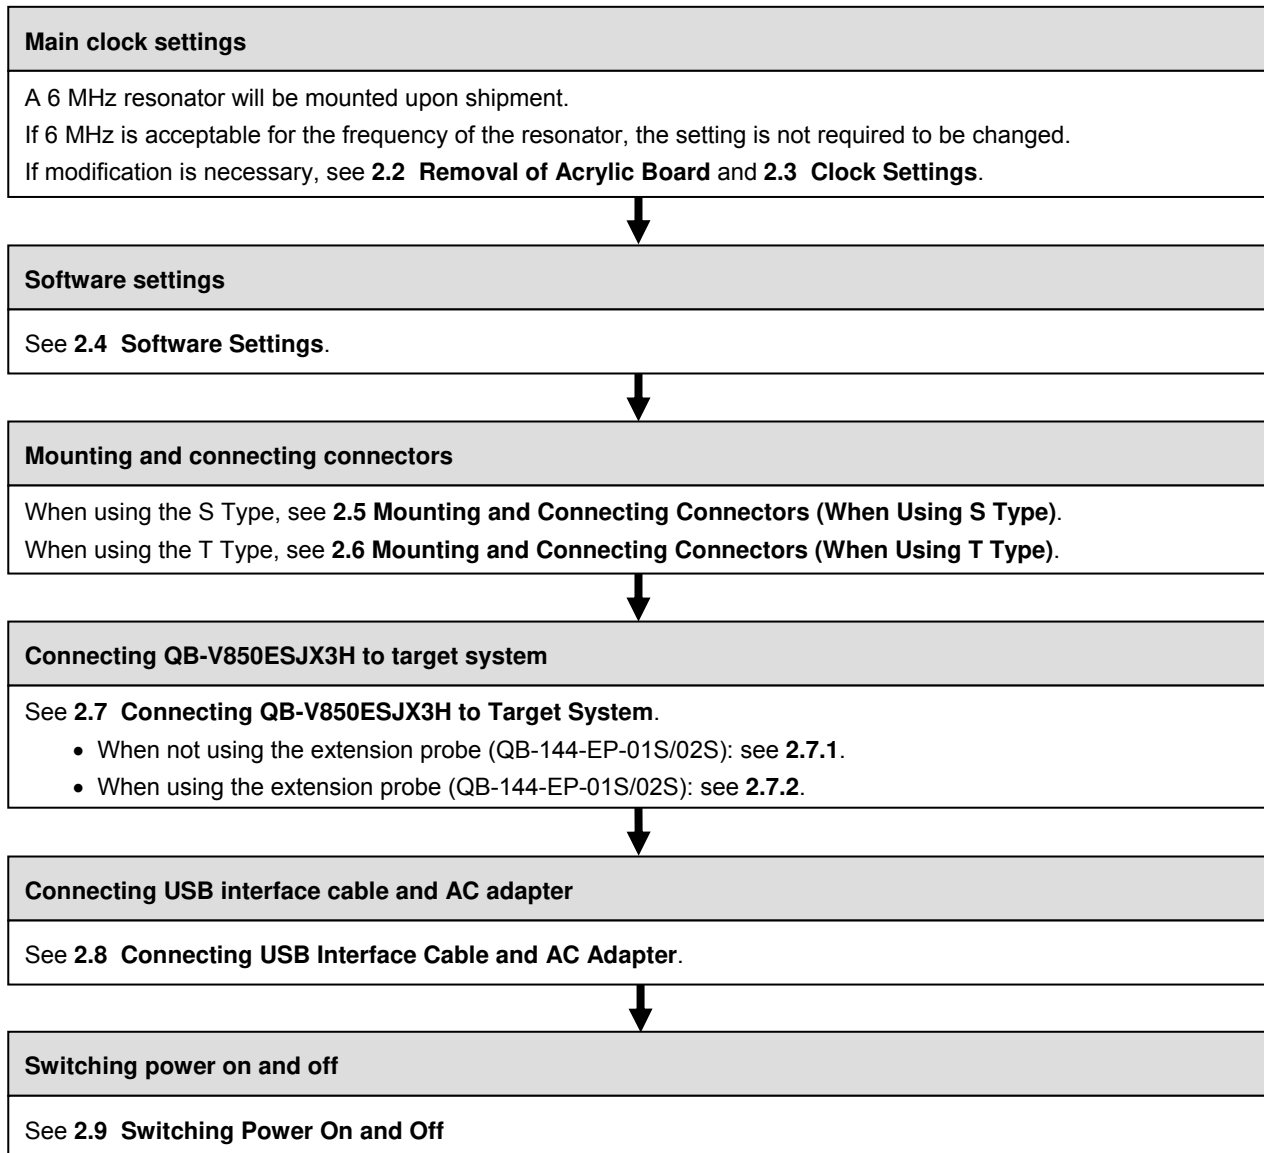 Main clock settings
A 6 MHz resonator will be mounted upon shipment.
If 6 MHz is acceptable for the frequency of the resonator, the setting is not required to be changed.
If modification is necessary, see 2.2 Removal of Acrylic Board and 2.3 Clock Settings.
Software settings
See 2.4 Software Settings.
Mounting and connecting connectors
When using the S Type, see 2.5 Mounting and Connecting Connectors (When Using S Type).
When using the T Type, see 2.6 Mounting and Connecting Connectors (When Using T Type).
Connecting QB-V850ESJX3H to target system
See 2.7 Connecting QB-V850ESJX3H to Target System.
• When not using the extension probe (QB-144-EP-01S/02S): see 2.7.1.
• When using the extension probe (QB-144-EP-01S/02S): see 2.7.2.
Connecting USB interface cable and AC adapter
See 2.8 Connecting USB Interface Cable and AC Adapter.
Switching power on and off
See 2.9 Switching Power On and Off